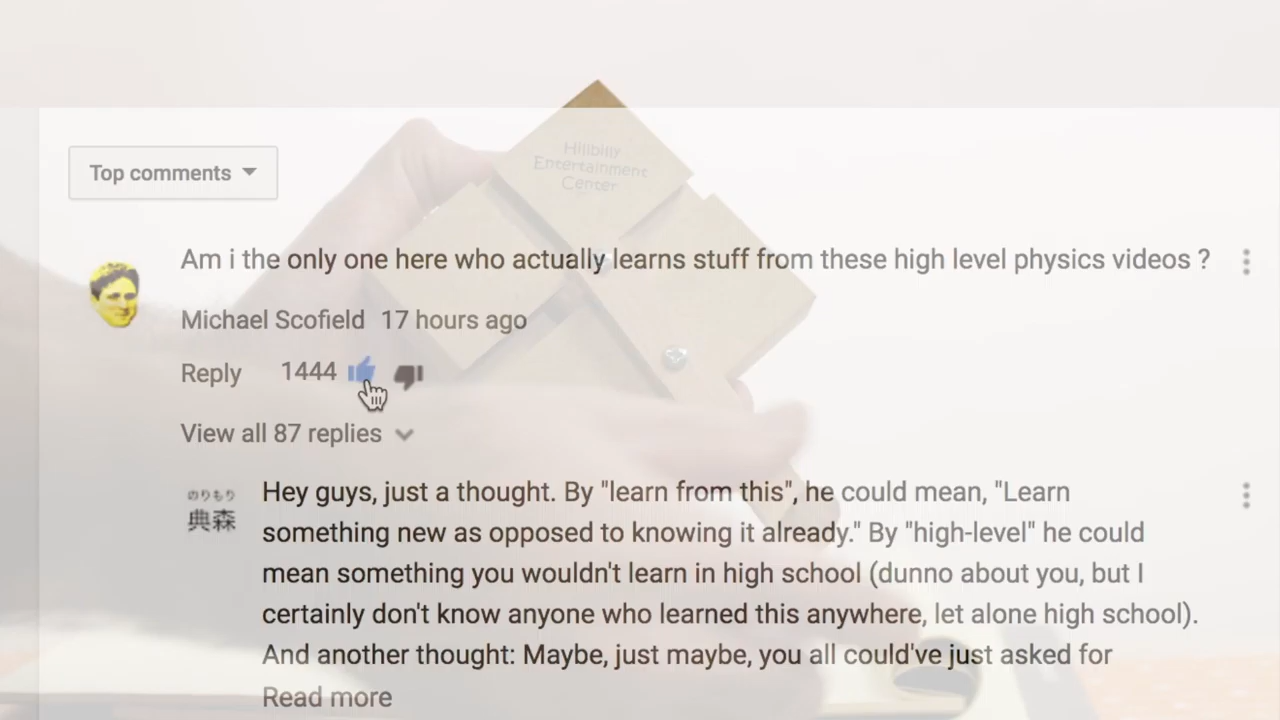 Hillbilly
Entertainment
Center
Top comments
Am i the only one here who actually learns stuff from these high level physics videos ?
Michael Scofield 17 hours ago
Reply 1444
View all 87 replies
のりもり
典森
Hey guys, just a thought. By "learn from this", he could mean, "Learn
something new as opposed to knowing it already." By "high-level" he could
mean something you wouldn't learn in high school (dunno about you, but I
certainly don't know anyone who learned this anywhere, let alone high school).
And another thought: Maybe, just maybe, you all could've just asked for
Read more